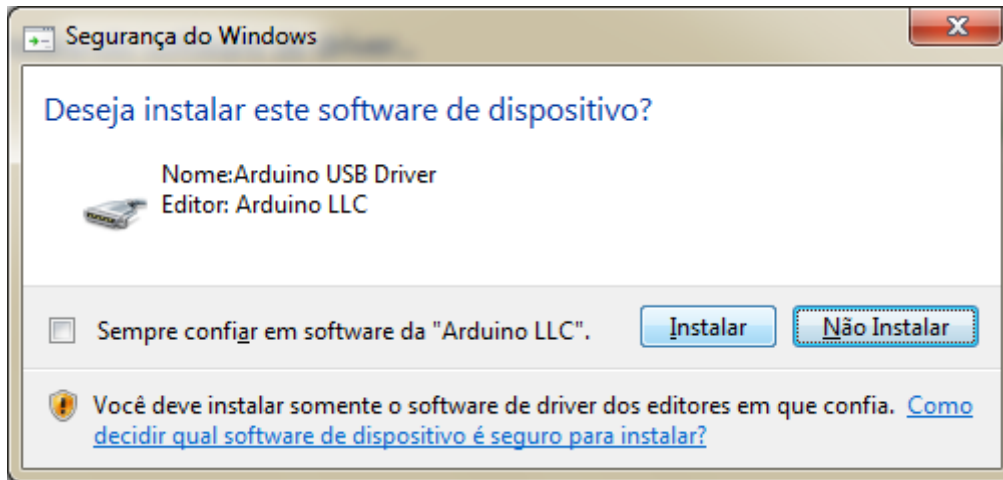 Segurança do Windows
Deseja instalar este software de dispositivo?
Nome:Arduino USB Driver
Editor: Arduino LLC
Sempre confiar em software da "Arduino LLC".
Instalar
Não Instalar
Você deve instalar somente o software de driver dos editores em que confia. Como
decidir qual software de dispositivo é seguro para instalar?